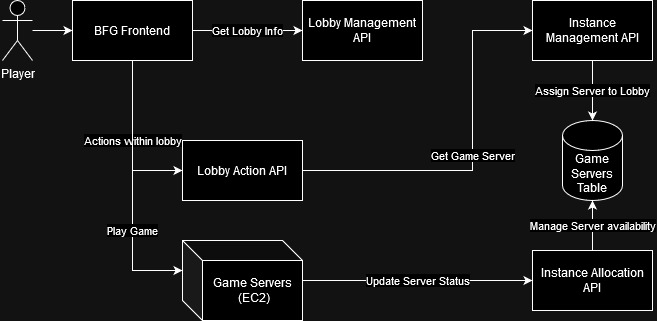 Player
BFG Frontend
Get Lobby Info
Lobby Management
API
Instance
Management API
Assign Server to Lobby
Actions within lobby
Lobby Action API
Get Game Server
Game
Servers
Table
Play Game
Manage Server availability
Game Servers
(EC2)
Update Server Status
Instance Allocation
API